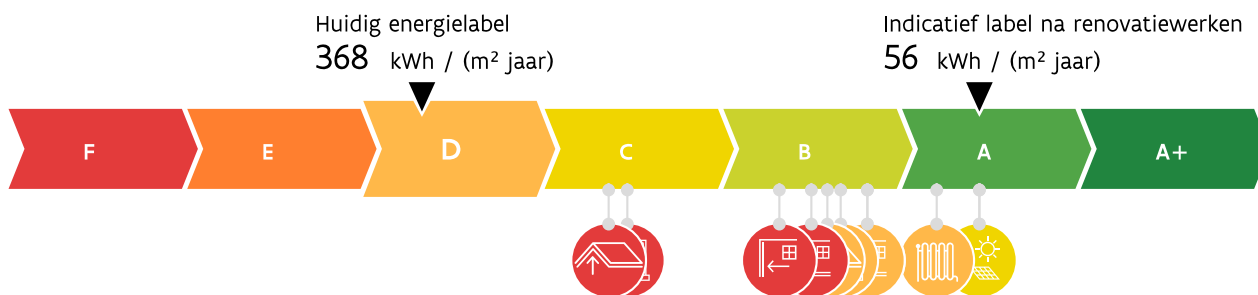 Huidig energielabel
368 kWh / (m² jaar)
Indicatief label na renovatiewerken
56 kWh / (m² jaar)
F
E
D
C
B
A
A+